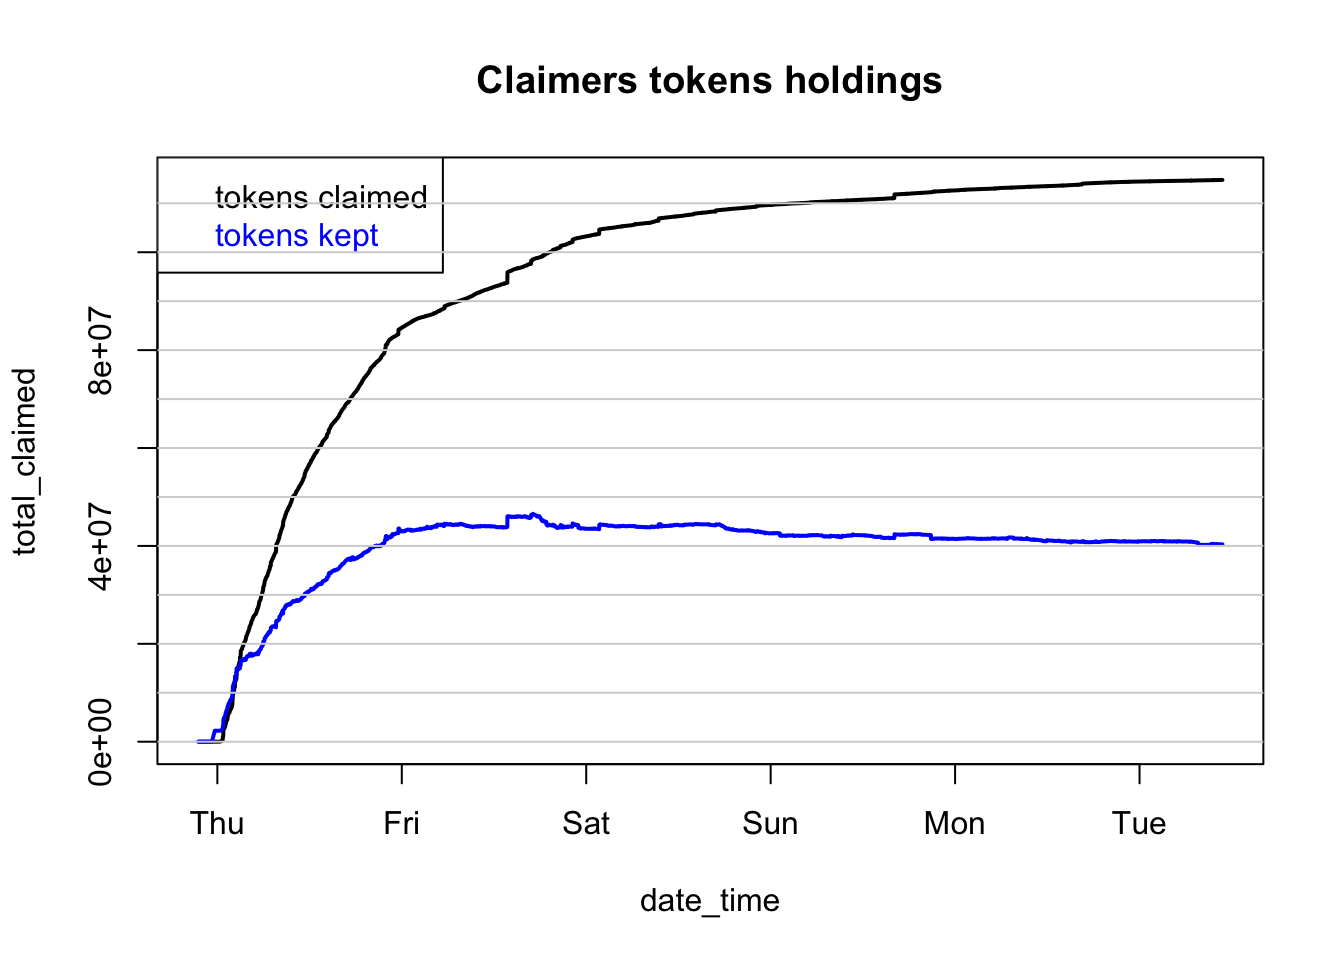 Claimers tokens holdings
tokens claimed
tokens kept
total_claimed
8e+07
4e+07
0e+00
Thu Fri Sat Sun Mon Tue
date_time